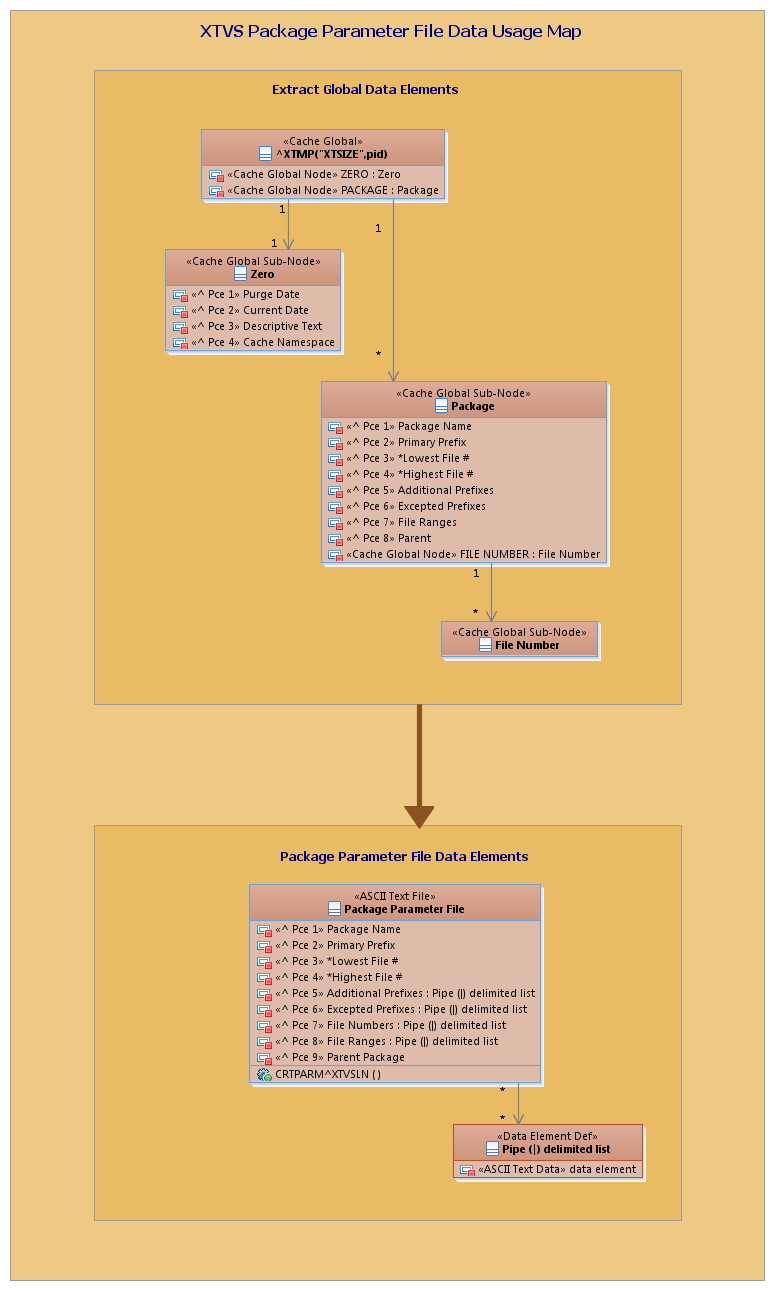 XTVS Package Parameter File Data Usage Map
Extract Global Data Elements
«Cache Global»
^XTMP("XTSIZE",pid)
«Cache Global Node» ZERO : Zero
«Cache Global Node» PACKAGE : Package
1
1
1
*
«Cache Global Sub-Node»
Zero
«^ Pce 1» Purge Date
«^ Pce 2» Current Date
«^ Pce 3» Descriptive Text
«^ Pce 4» Cache Namespace
«Cache Global Sub-Node»
Package
«^ Pce 1» Package Name
«^ Pce 2» Primary Prefix
«^ Pce 3» *Lowest File #
«^ Pce 4» *Highest File #
«^ Pce 5» Additional Prefixes
«^ Pce 6» Excepted Prefixes
«^ Pce 7» File Ranges
«^ Pce 8» Parent
«Cache Global Node» FILE NUMBER : File Number
1
*
«Cache Global Sub-Node»
File Number
Package Parameter File Data Elements
«ASCII Text File»
Package Parameter File
«^ Pce 1» Package Name
«^ Pce 2» Primary Prefix
«^ Pce 3» *Lowest File #
«^ Pce 4» *Highest File #
«^ Pce 5» Additional Prefixes : Pipe (|) delimited list
«^ Pce 6» Excepted Prefixes : Pipe (|) delimited list
«^ Pce 7» File Numbers : Pipe (|) delimited list
«^ Pce 8» File Ranges : Pipe (|) delimited list
«^ Pce 9» Parent Package
CRTPARM^XTVSLN ( )
*
*
«Data Element Def»
Pipe (|) delimited list
«ASCII Text Data» data element